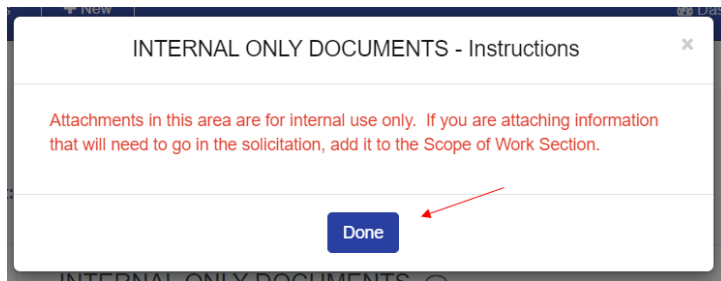 + New
Das
INTERNAL ONLY DOCUMENTS - Instructions
×
Attachments in this area are for internal use only. If you are attaching information
that will need to go in the solicitation, add it to the Scope of Work Section.
Done
INTERNAL ONLY DOCUMENTS